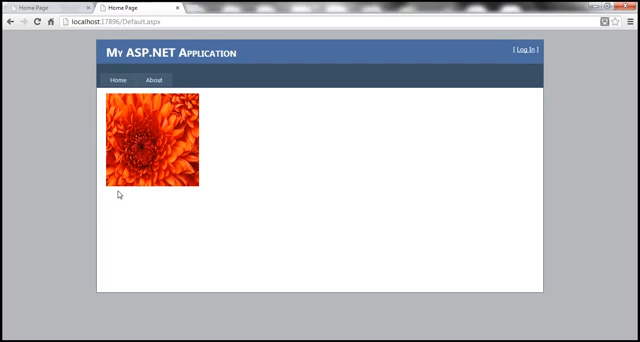 Home Page
Home Page
localhost:17896/Default.aspx
My ASP.NET Application
[ Log In ]
Home
About